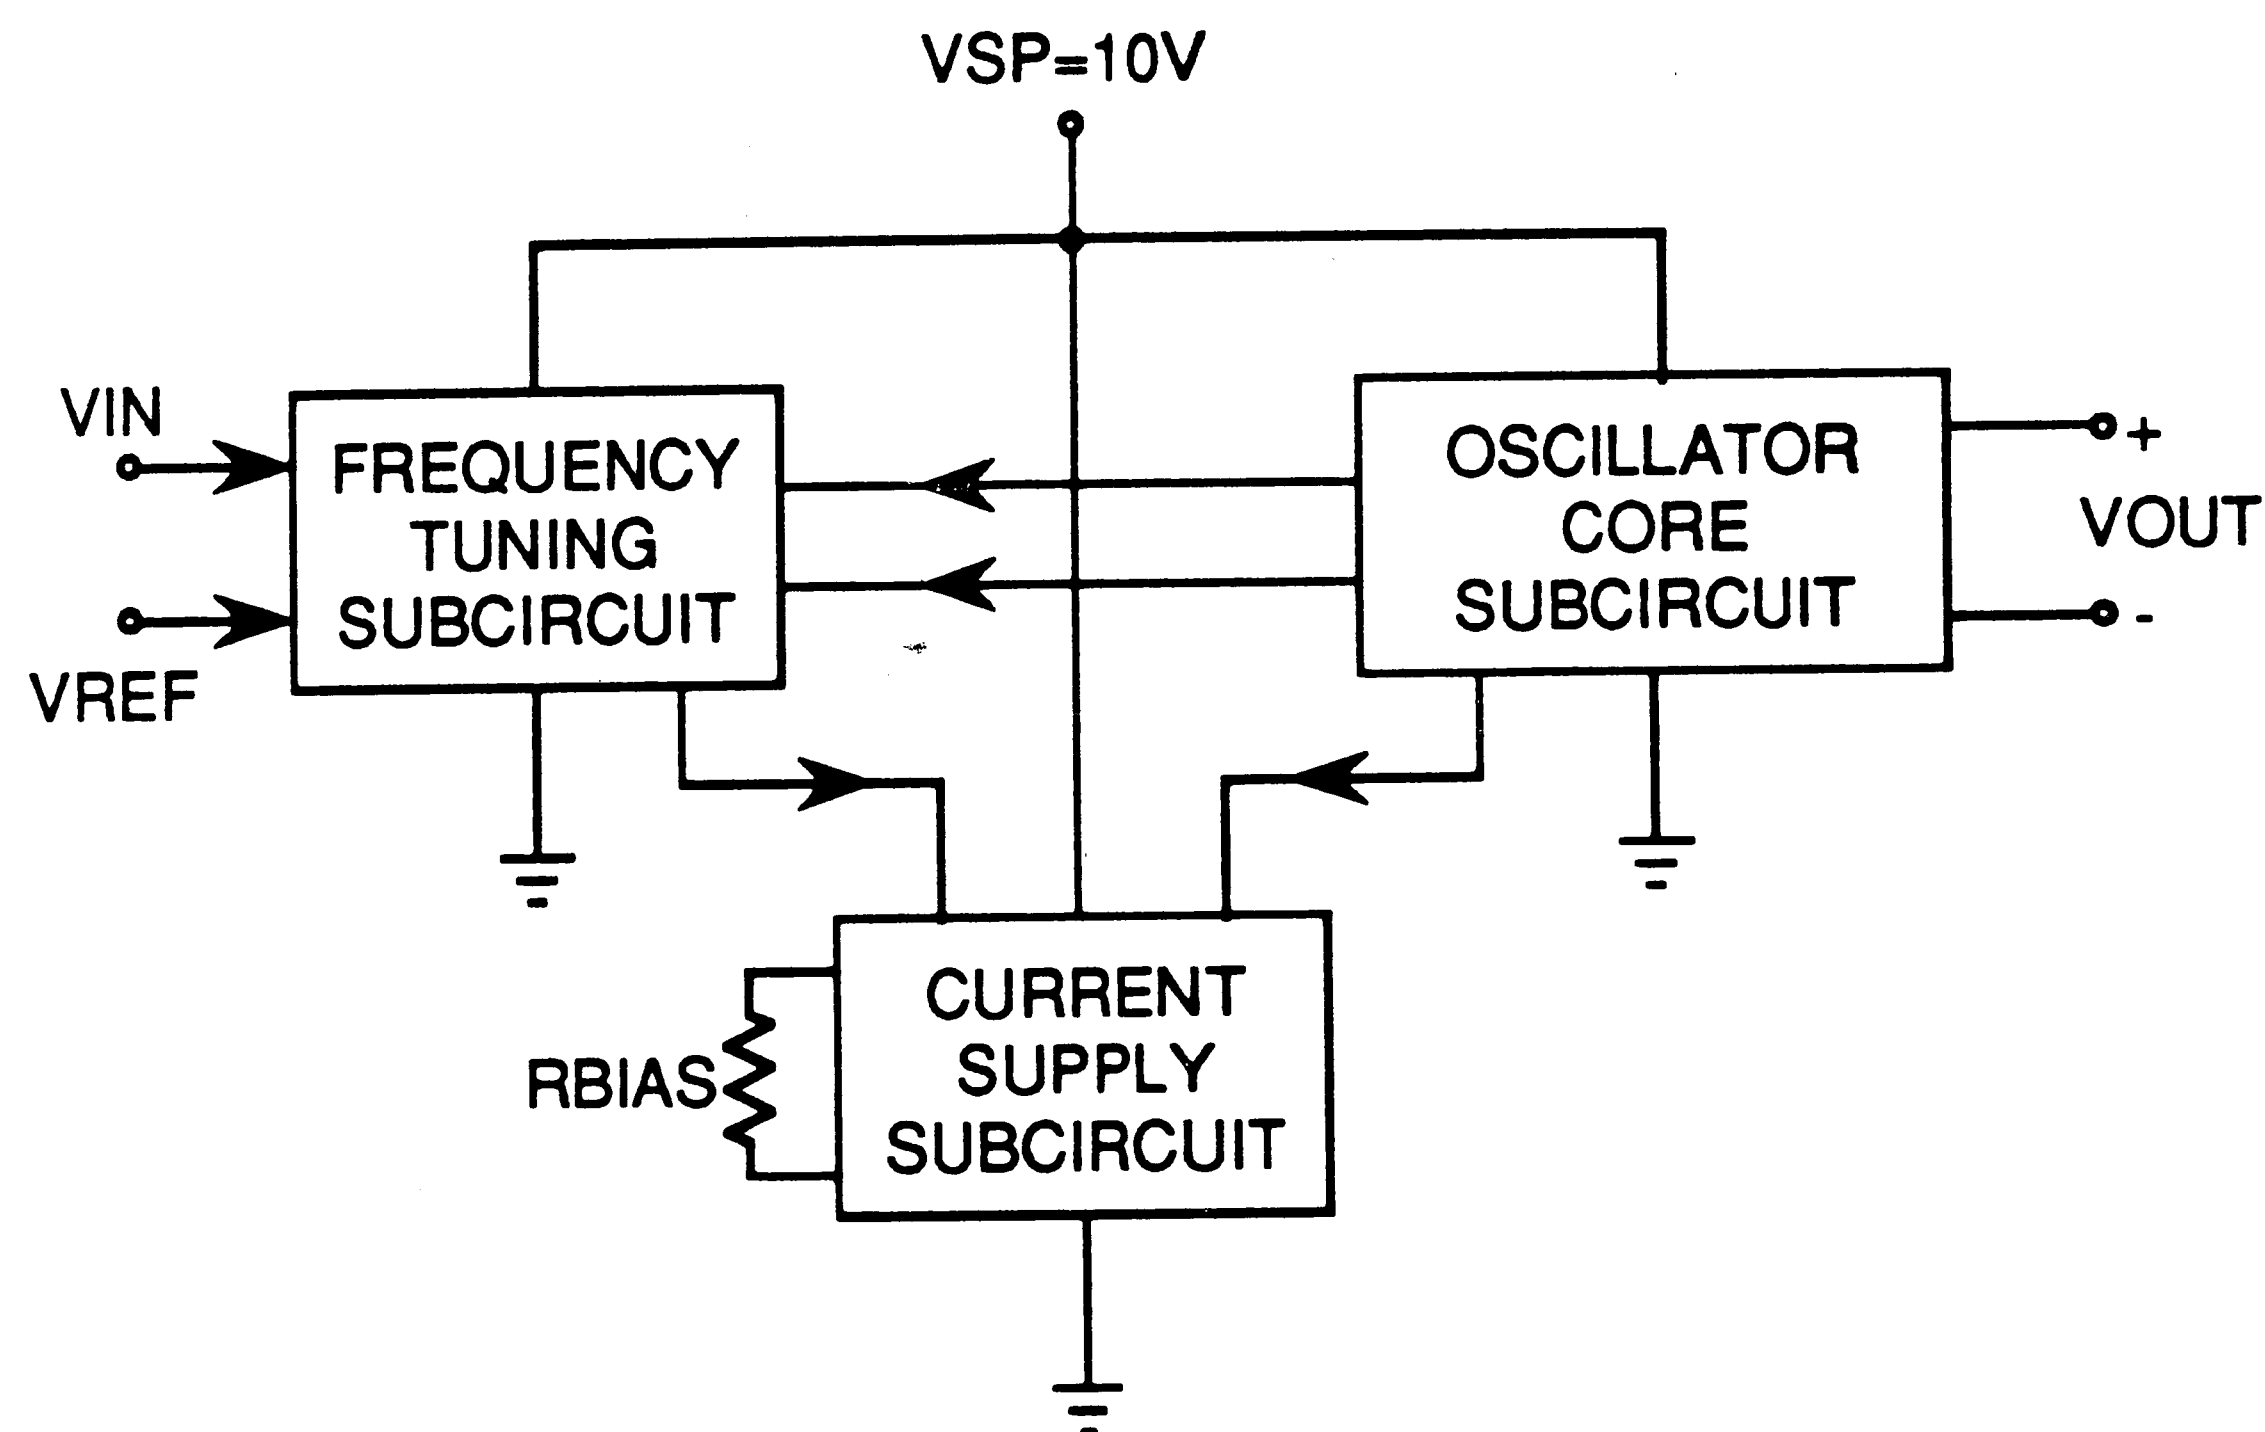 VSP=10V
VIN
FREQUENCY
TUNING
SUBCIRCUIT
VREF
OSCILLATOR
CORE
SUBCIRCUIT
+
VOUT
-
RBIAS
CURRENT
SUPPLY
SUBCIRCUIT